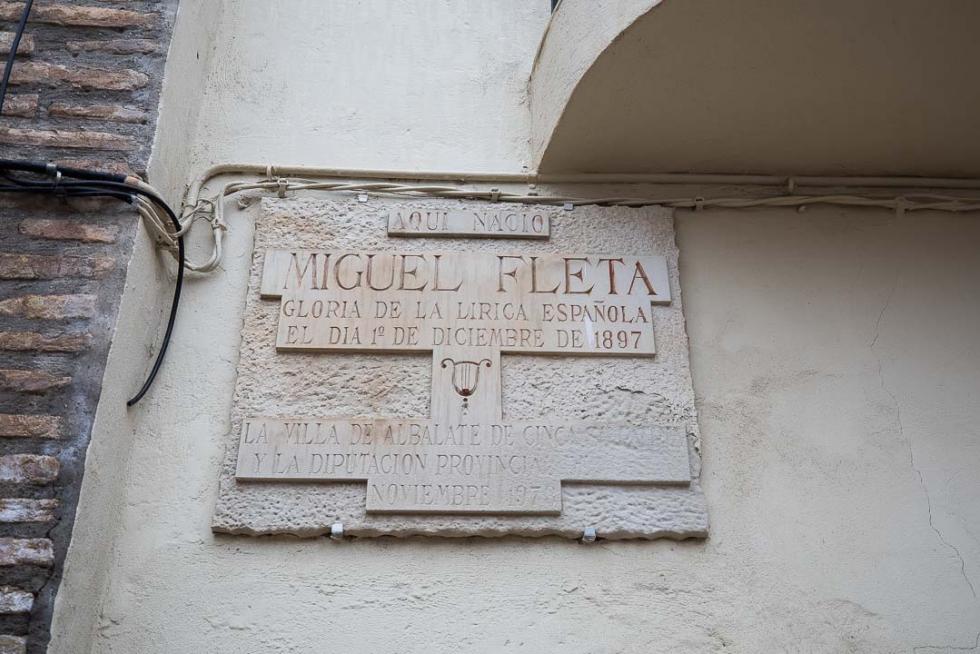 AQUI NACIO
MIGUEL FLETA
GLORIA DE LA LIRICA ESPAÑOLA
EL DIA 1º DE DICIEMBRE DE 1897
LA VILLA DE ALBALATE DE CINCA
Y LA DIPUTACION PROVINCIAL
NOVIEMBRE